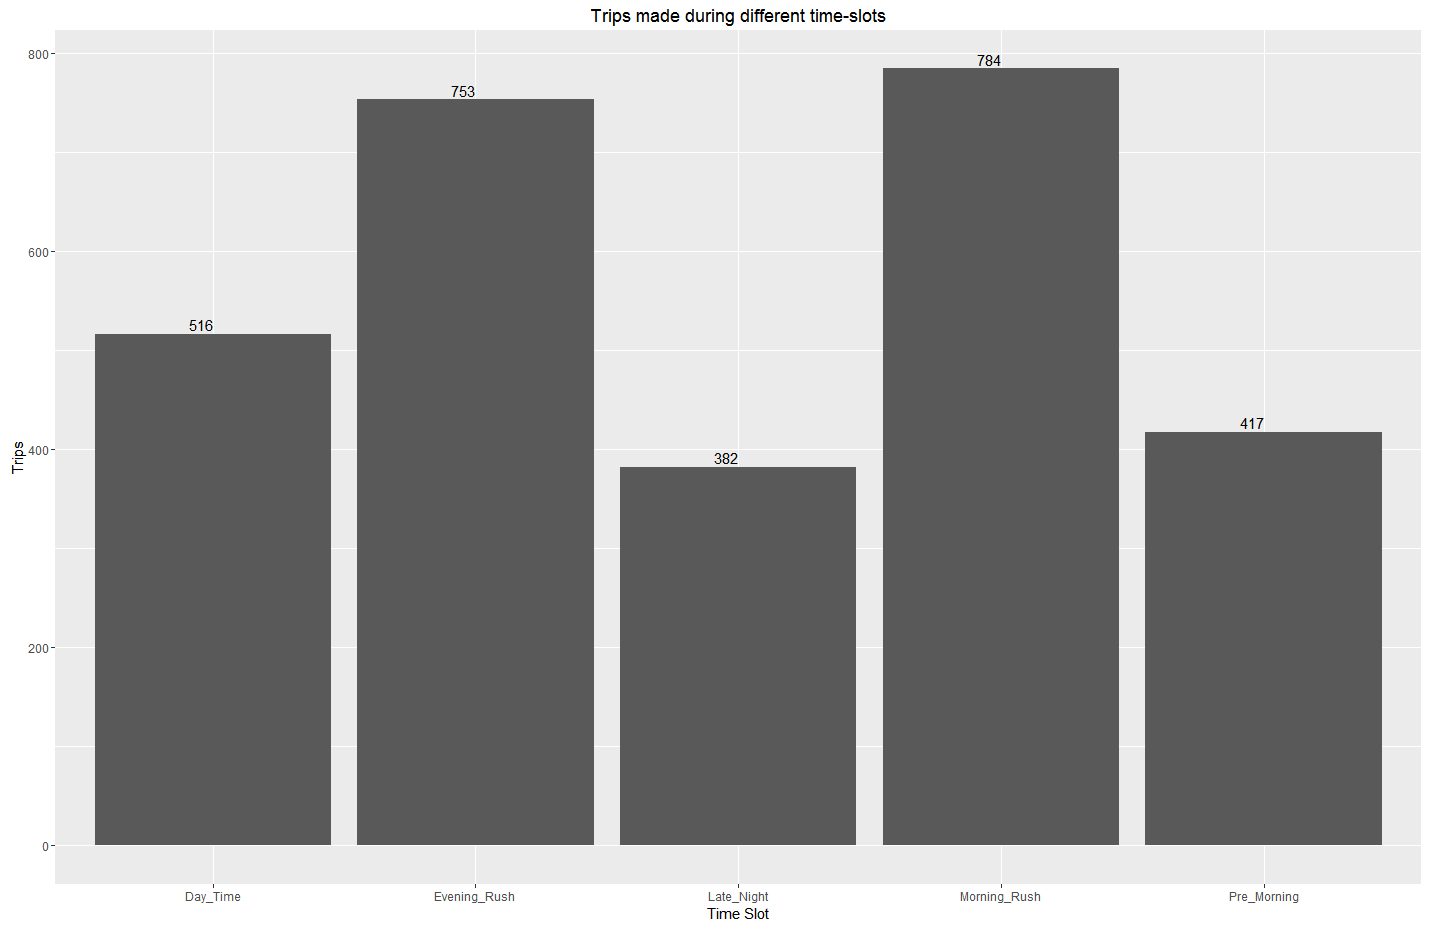 Trips made during different time-slots
Trips
800
600
400
200
0
516
753
382
784
417
Day_Time
Evening_Rush
Late_Night
Morning_Rush
Pre_Morning
Time Slot